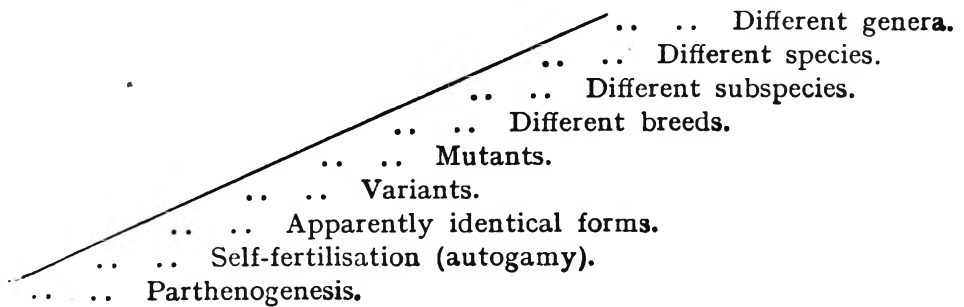 .. .. Different genera.
.. .. Different species.
.. .. Different subspecies.
.. .. Different breeds.
.. .. Mutants.
.. .. Variants.
.. .. Apparently identical forms.
.. .. Self-fertilisation (autogamy).
.. .. Parthenogenesis.